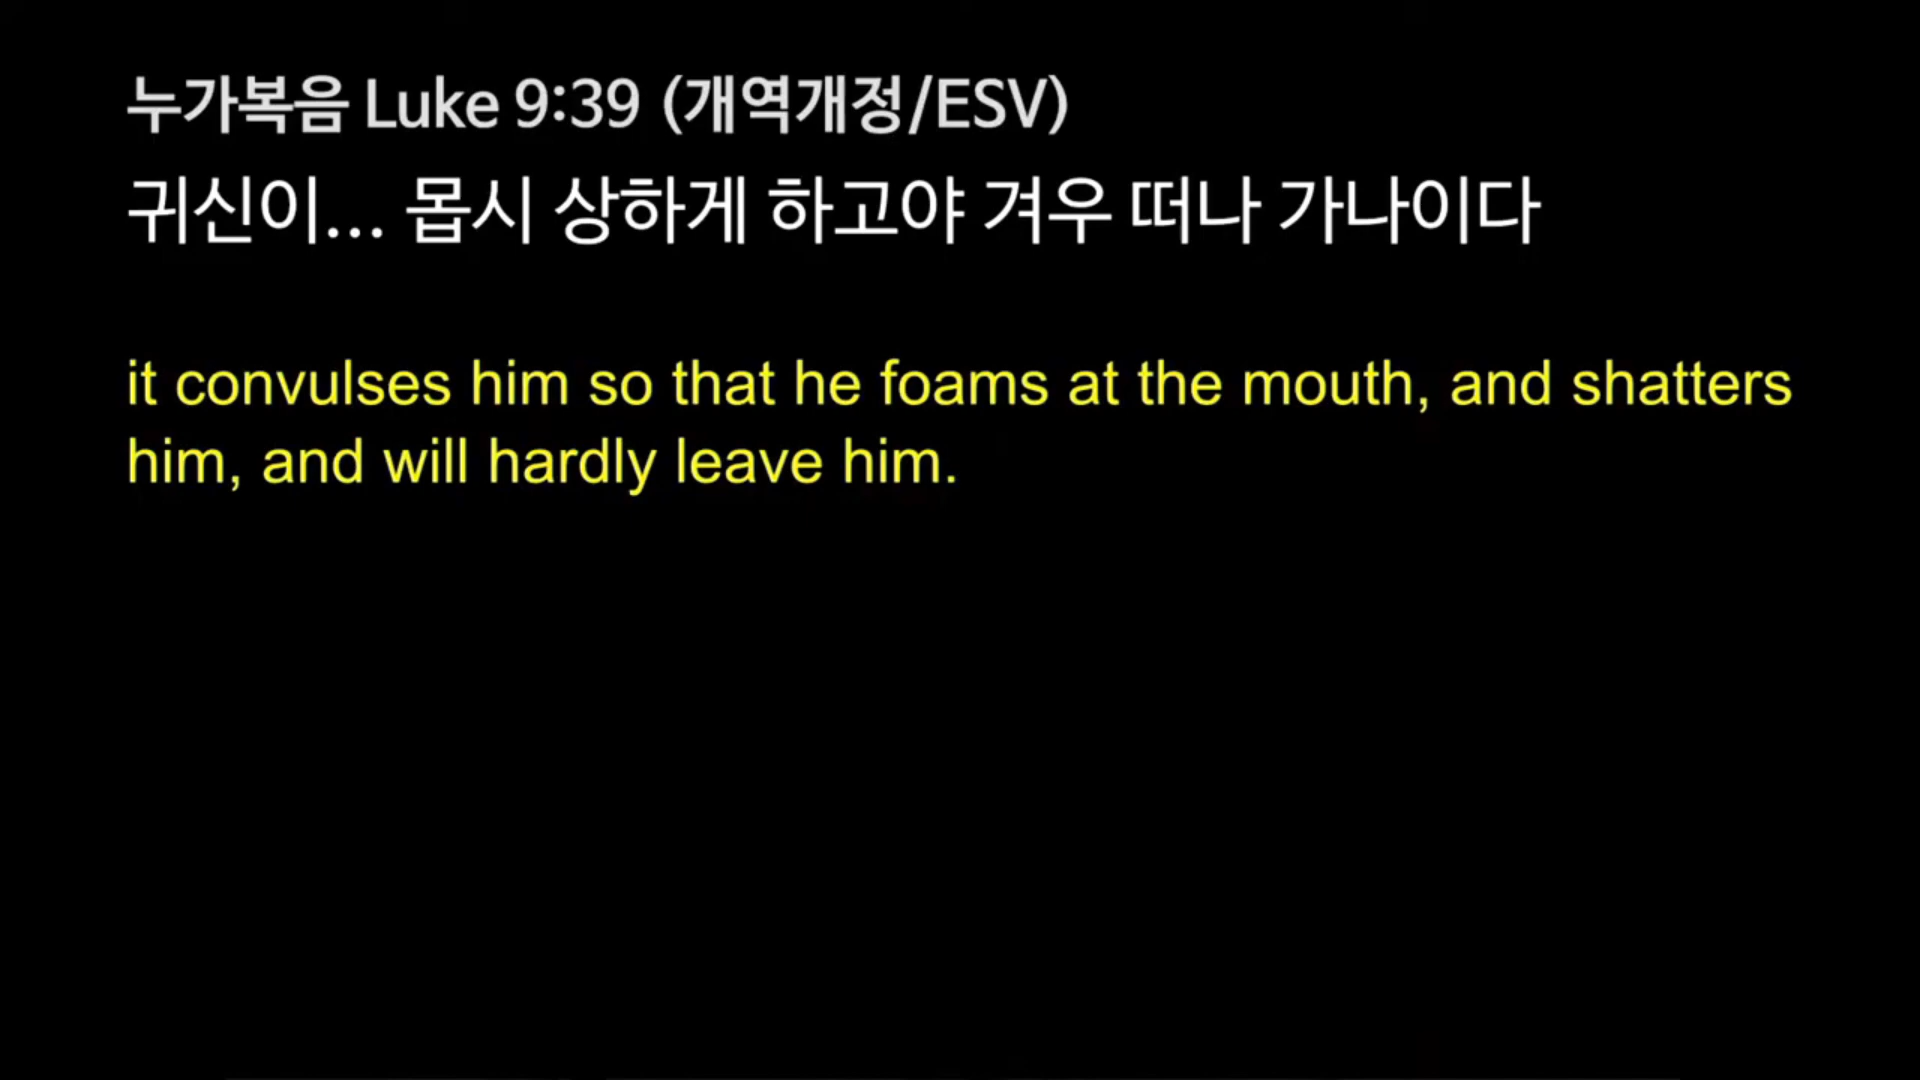 누가복음 Luke 9:39 (개역개정/ESV)
귀신이... 몹시 상하게 하고야 겨우 떠나 가나이다
it convulses him so that he foams at the mouth, and shatters
him, and will hardly leave him.